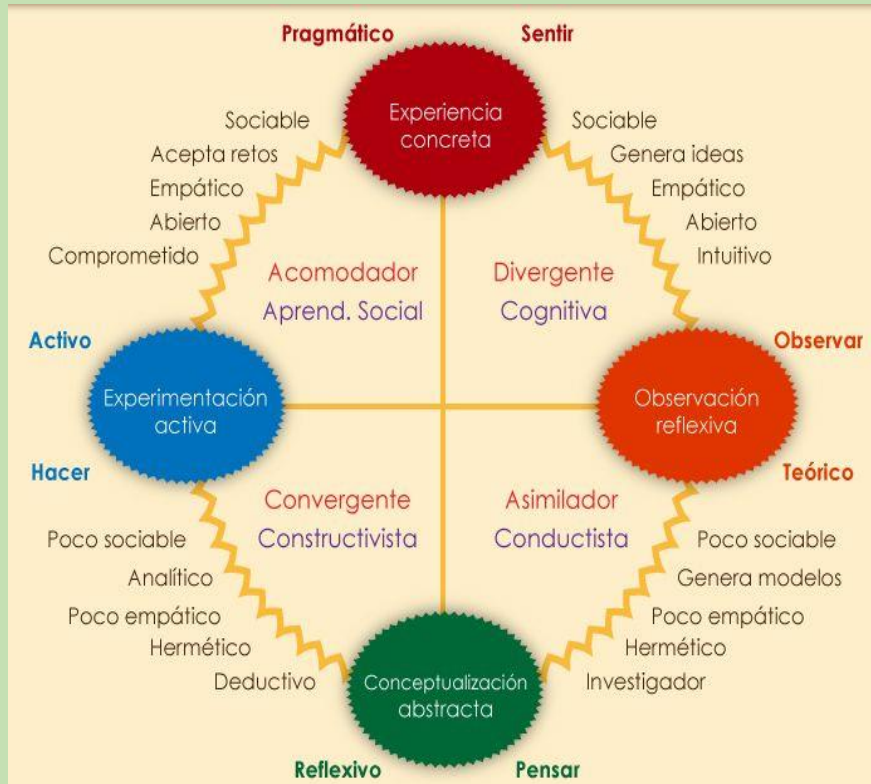 Pragmático
Sentir
Experiencia
concreta
Sociable
Acepta retos
Empático
Abierto
Comprometido
Sociable
Genera ideas
Empático
Abierto
Intuitivo
Acomodador
Aprend. Social
Divergente
Cognitiva
Activo
Experimentación
activa
Hacer
Observar
Observación
reflexiva
Teórico
Convergente
Constructivista
Asimilador
Conductista
Poco sociable
Analítico
Poco empático
Hermético
Deductivo
Poco sociable
Genera modelos
Poco empático
Hermético
Investigador
Conceptualización
abstracta
Reflexivo
Pensar